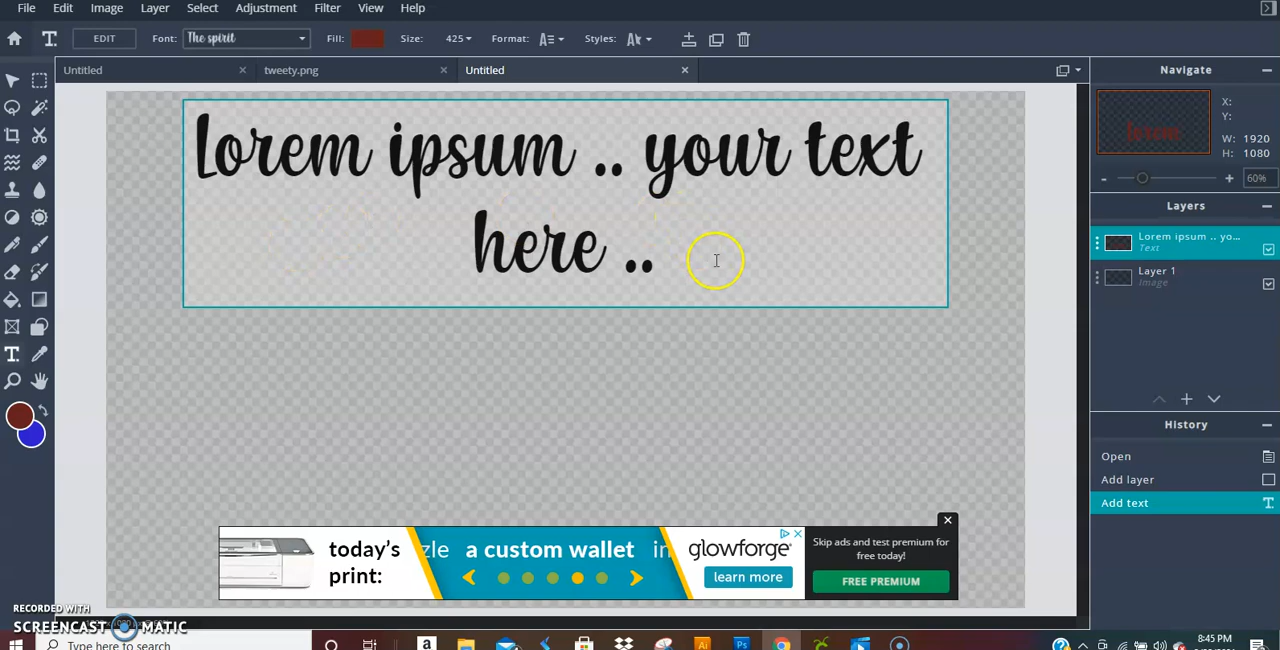 File Edit Image Layer Select Adjustment Filter View Help
EDIT Font: The spirit Fill: Size: 425 Format: Styles:
Untitled tweety.png Untitled
Lorem ipsum .. your text
here ..
Navigate
X:
Y:
W: 1920
H: 1080
- + 60%
Layers
Lorem ipsum .. yo...
Text
Layer 1
Image
History
Open
Add layer
Add text
today's
print:
zle a custom wallet in
glowforge
learn more
Skip ads and test premium for
free today!
FREE PREMIUM
RECORDED WITH
SCREENCAST MATIC
Type here to search
8:45 PM